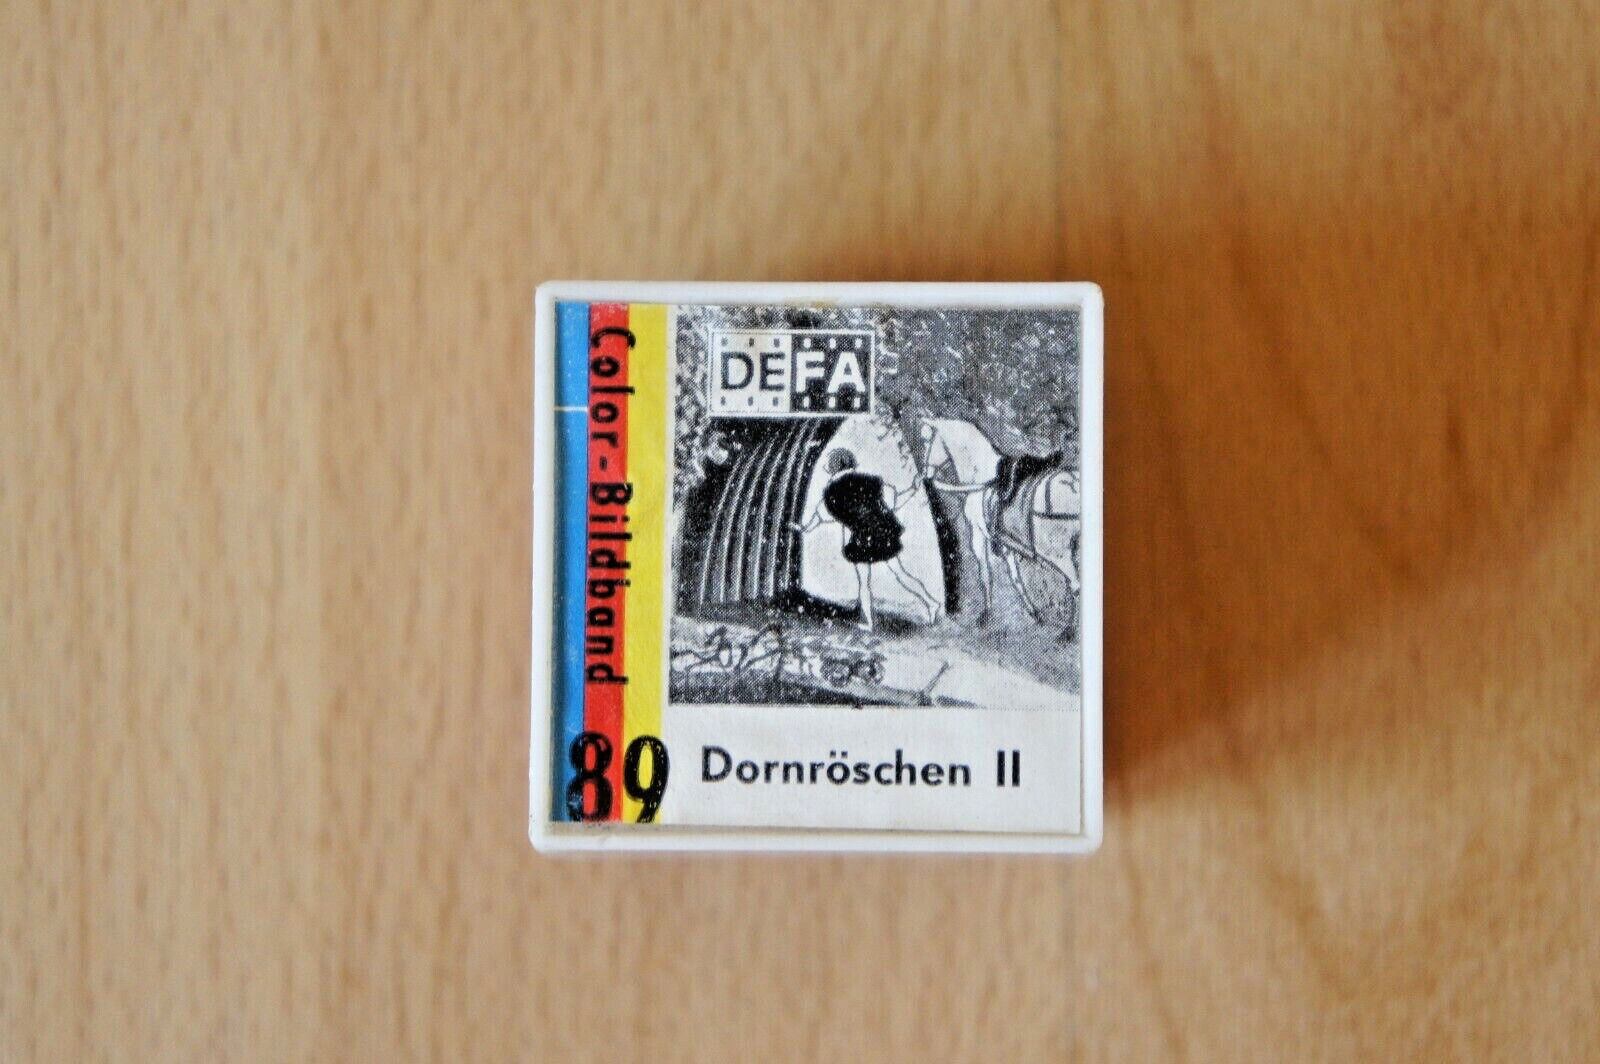 DEFA
Color-Bildband
89
Dornröschen II